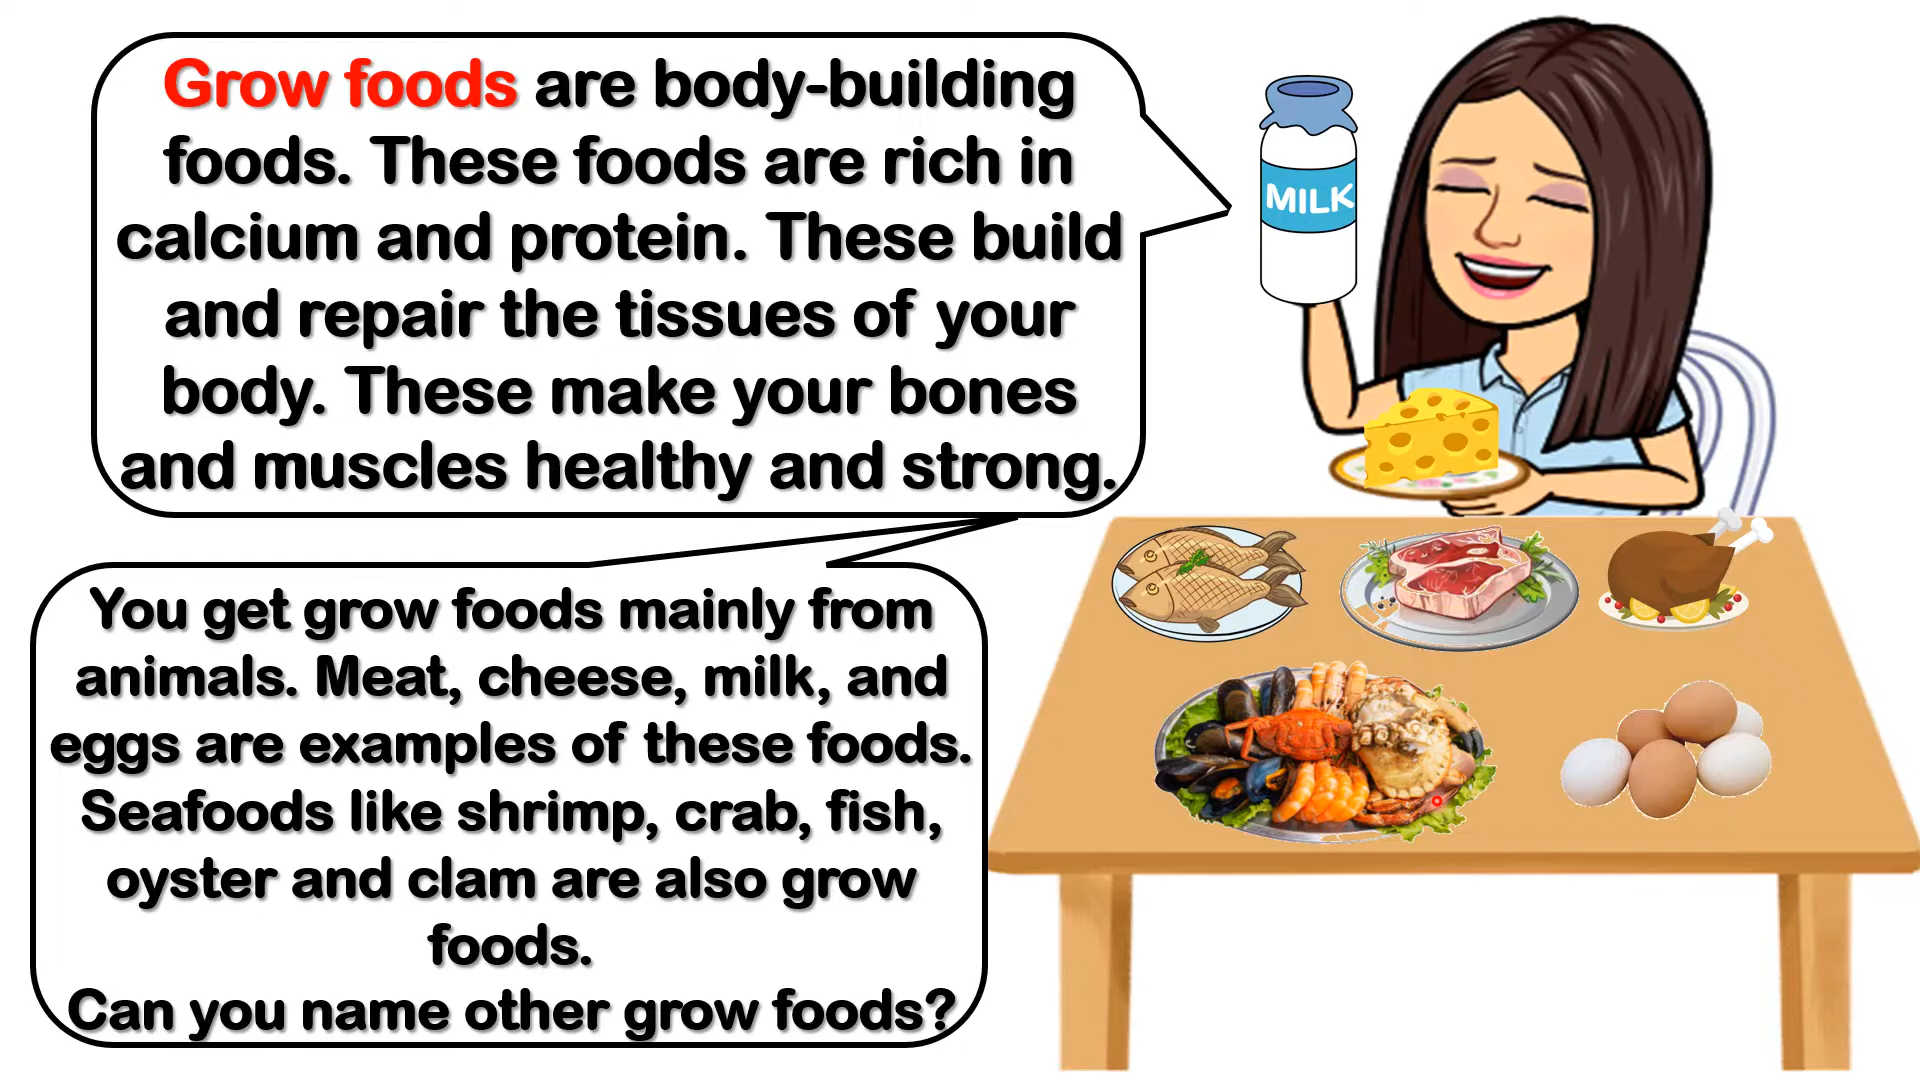 Grow foods are body-building
foods. These foods are rich in
calcium and protein. These build
and repair the tissues of your
body. These make your bones
and muscles healthy and strong.
MILK
You get grow foods mainly from
animals. Meat, cheese, milk, and
eggs are examples of these foods.
Seafoods like shrimp, crab, fish,
oyster and clam are also grow
foods.
Can you name other grow foods?